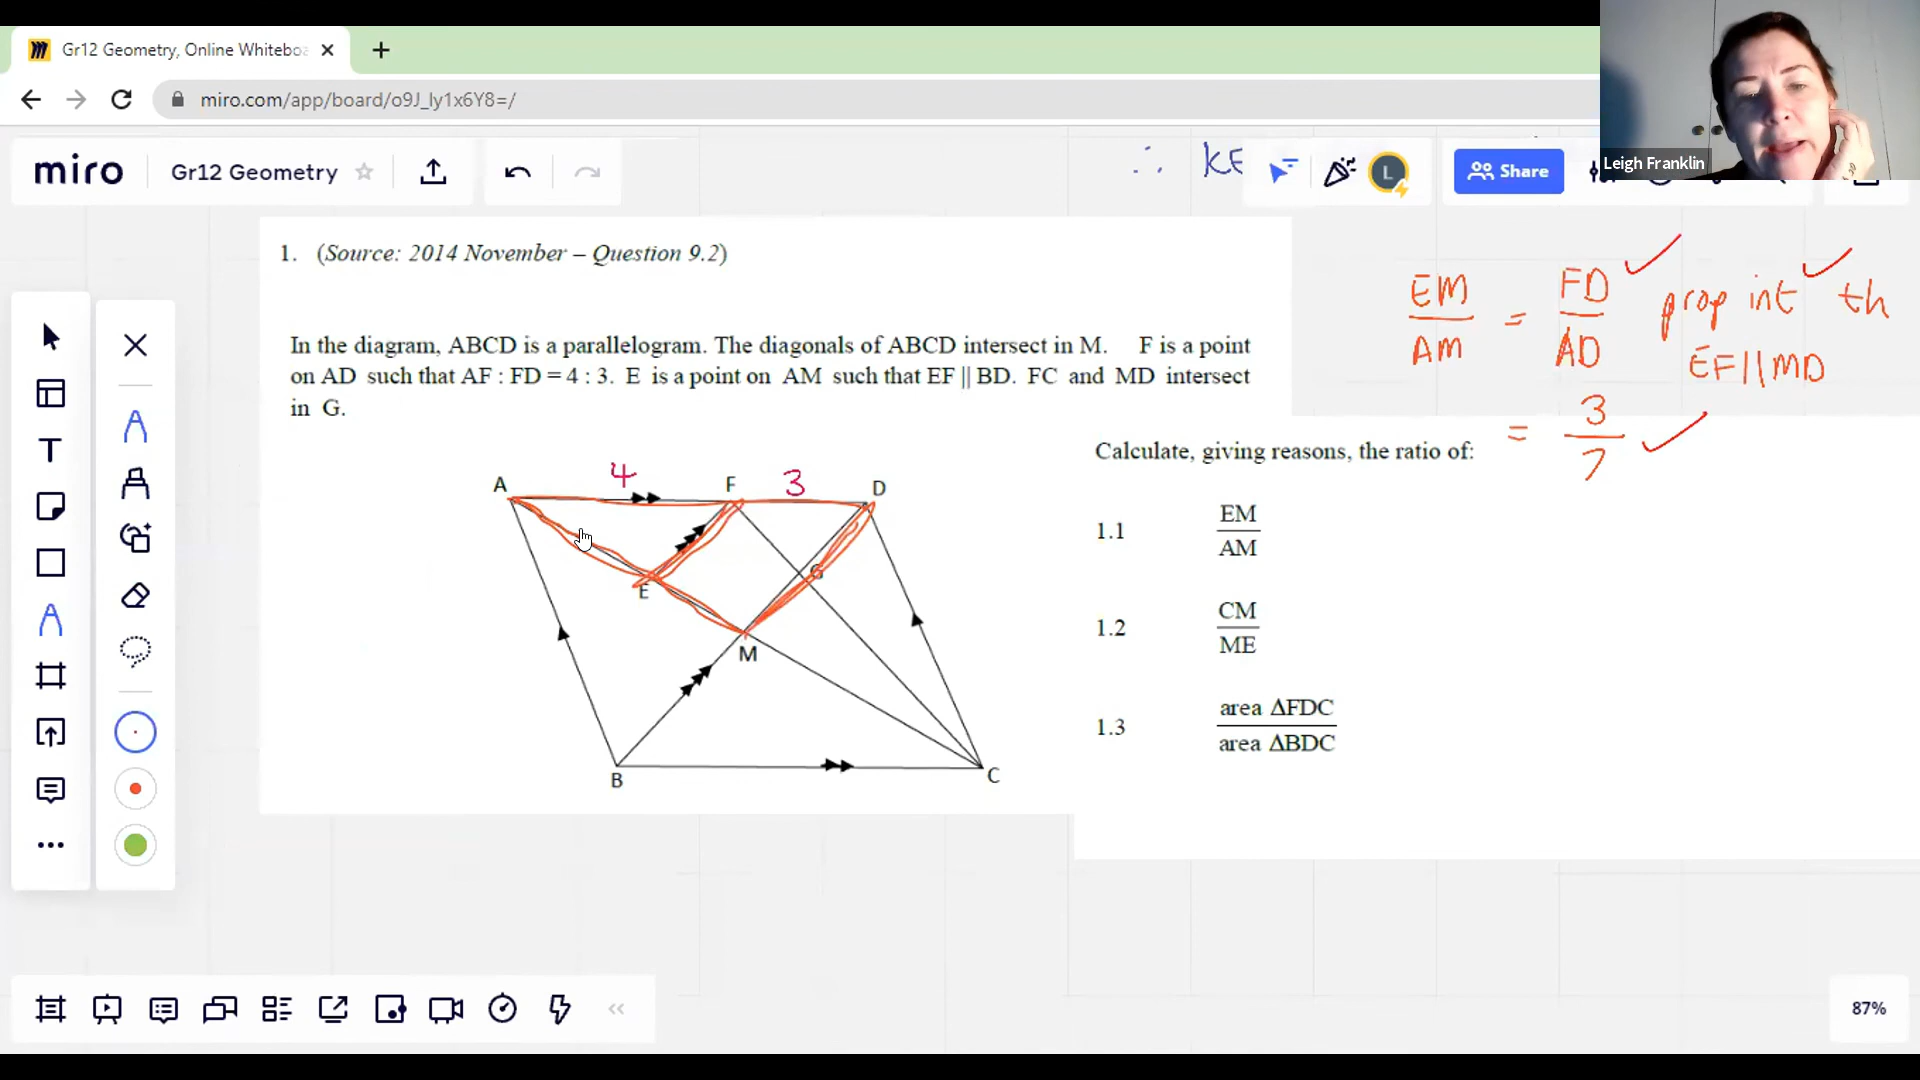 Gr12 Geometry, Online Whiteboa
miro.com/app/board/o9J_ly1x6Y8=/
miro
Gr12 Geometry
∴ KE
L
Share
Leigh Franklin
1. (Source: 2014 November – Question 9.2)
In the diagram, ABCD is a parallelogram. The diagonals of ABCD intersect in M. F is a point
on AD such that AF : FD = 4 : 3. E is a point on AM such that EF || BD. FC and MD intersect
in G.
EM/AM = FD/AD prop int th
EF||MD
= 3/7
Calculate, giving reasons, the ratio of:
1.1 EM/AM
1.2 CM/ME
1.3 area ΔFDC/area ΔBDC
4
3
A
F
D
G
E
M
B
C
T
87%